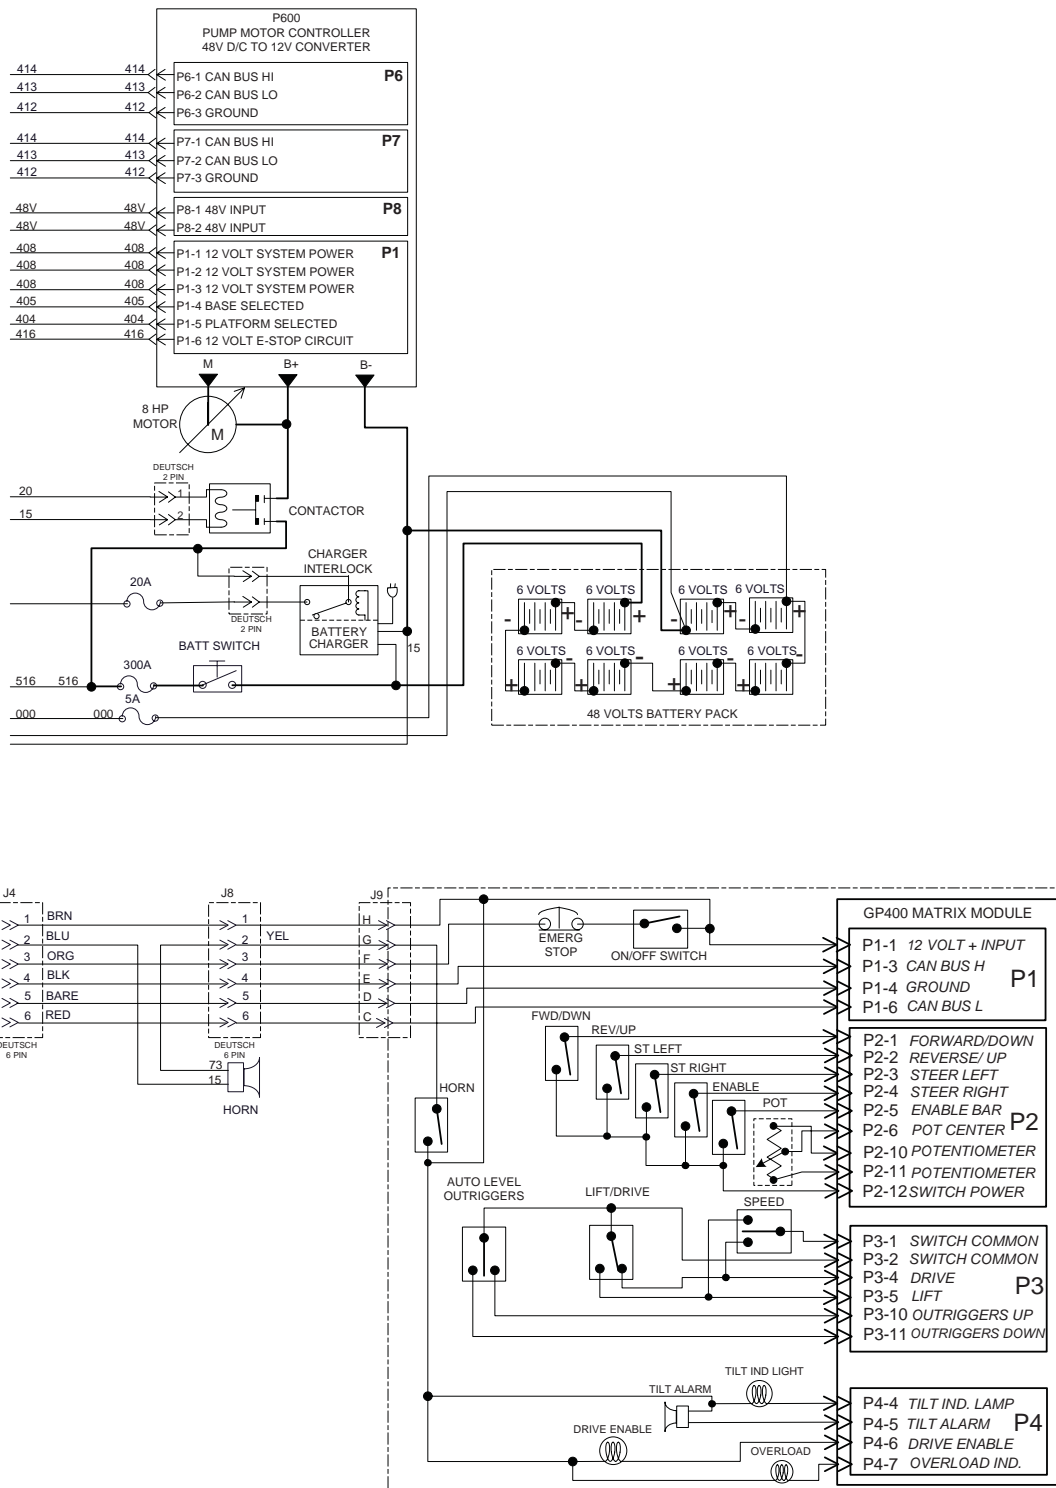 P600
PUMP MOTOR CONTROLLER
48V D/C TO 12V CONVERTER
414 414 P6-1 CAN BUS HI P6
413 413 P6-2 CAN BUS LO
412 412 P6-3 GROUND
414 414 P7-1 CAN BUS HI P7
413 413 P7-2 CAN BUS LO
412 412 P7-3 GROUND
48V 48V P8-1 48V INPUT P8
48V 48V P8-2 48V INPUT
408 408 P1-1 12 VOLT SYSTEM POWER P1
408 408 P1-2 12 VOLT SYSTEM POWER
408 408 P1-3 12 VOLT SYSTEM POWER
405 405 P1-4 BASE SELECTED
404 404 P1-5 PLATFORM SELECTED
416 416 P1-6 12 VOLT E-STOP CIRCUIT
M B+ B-
8 HP
MOTOR
M
DEUTSCH
2 PIN
20 1
15 2
CONTACTOR
CHARGER
INTERLOCK
20A
DEUTSCH
2 PIN
BATTERY
CHARGER
15
BATT SWITCH
516 516 300A
5A
000 000
6 VOLTS 6 VOLTS 6 VOLTS 6 VOLTS
- + - + - + - +
6 VOLTS 6 VOLTS 6 VOLTS 6 VOLTS
+ - + - + - + -
48 VOLTS BATTERY PACK
J4 J8 J9
1 BRN 1 H
2 BLU 2 YEL G
3 ORG 3 F
4 BLK 4 E
5 BARE 5 D
6 RED 6 C
DEUTSCH
6 PIN
DEUTSCH
6 PIN
73
15
HORN
EMERG
STOP
ON/OFF SWITCH
GP400 MATRIX MODULE
P1-1 12 VOLT + INPUT
P1-3 CAN BUS H
P1
P1-4 GROUND
P1-6 CAN BUS L
FWD/DWN
REV/UP
ST LEFT
ST RIGHT
ENABLE
POT
HORN
P2-1 FORWARD/DOWN
P2-2 REVERSE/ UP
P2-3 STEER LEFT
P2-4 STEER RIGHT
P2-5 ENABLE BAR
P2
P2-6 POT CENTER
P2-10 POTENTIOMETER
P2-11 POTENTIOMETER
P2-12 SWITCH POWER
AUTO LEVEL
OUTRIGGERS
LIFT/DRIVE
SPEED
P3-1 SWITCH COMMON
P3-2 SWITCH COMMON
P3-4 DRIVE
P3
P3-5 LIFT
P3-10 OUTRIGGERS UP
P3-11 OUTRIGGERS DOWN
TILT IND LIGHT
TILT ALARM
DRIVE ENABLE
OVERLOAD
P4-4 TILT IND. LAMP
P4-5 TILT ALARM P4
P4-6 DRIVE ENABLE
P4-7 OVERLOAD IND.